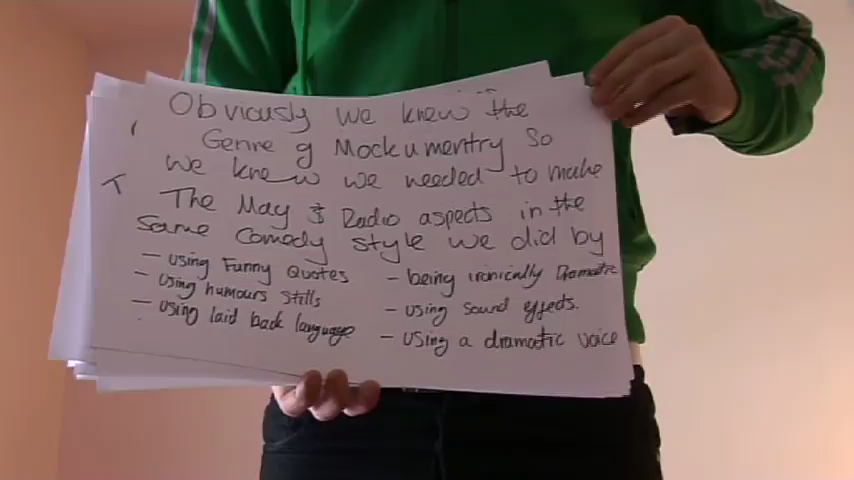 Obviously we knew the
Genre of Mockumentry So
we knew we needed to make
The May & Radio aspects in the
Same Comedy style we did by
- using Funny Quotes
- using humours stills
- using laid back language
- being ironically Dramatic
- using sound effects.
- using a dramatic voice